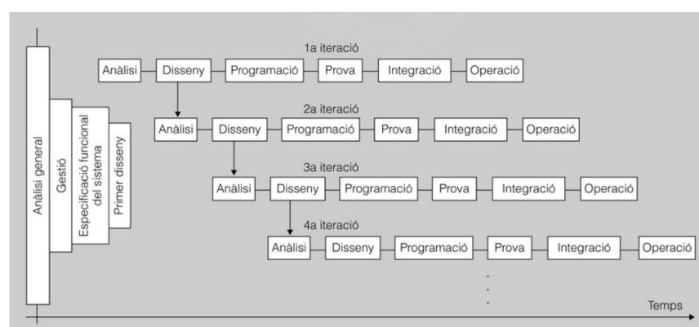 Anàlisi general
Gestió
Especificació funcional
del sistema
Primer disseny
1a iteració
Anàlisi
Disseny
Programació
Prova
Integració
Operació
2a iteració
Anàlisi
Disseny
Programació
Prova
Integració
Operació
3a iteració
Anàlisi
Disseny
Programació
Prova
Integració
Operació
4a iteració
Anàlisi
Disseny
Programació
Prova
Integració
Operació
Temps